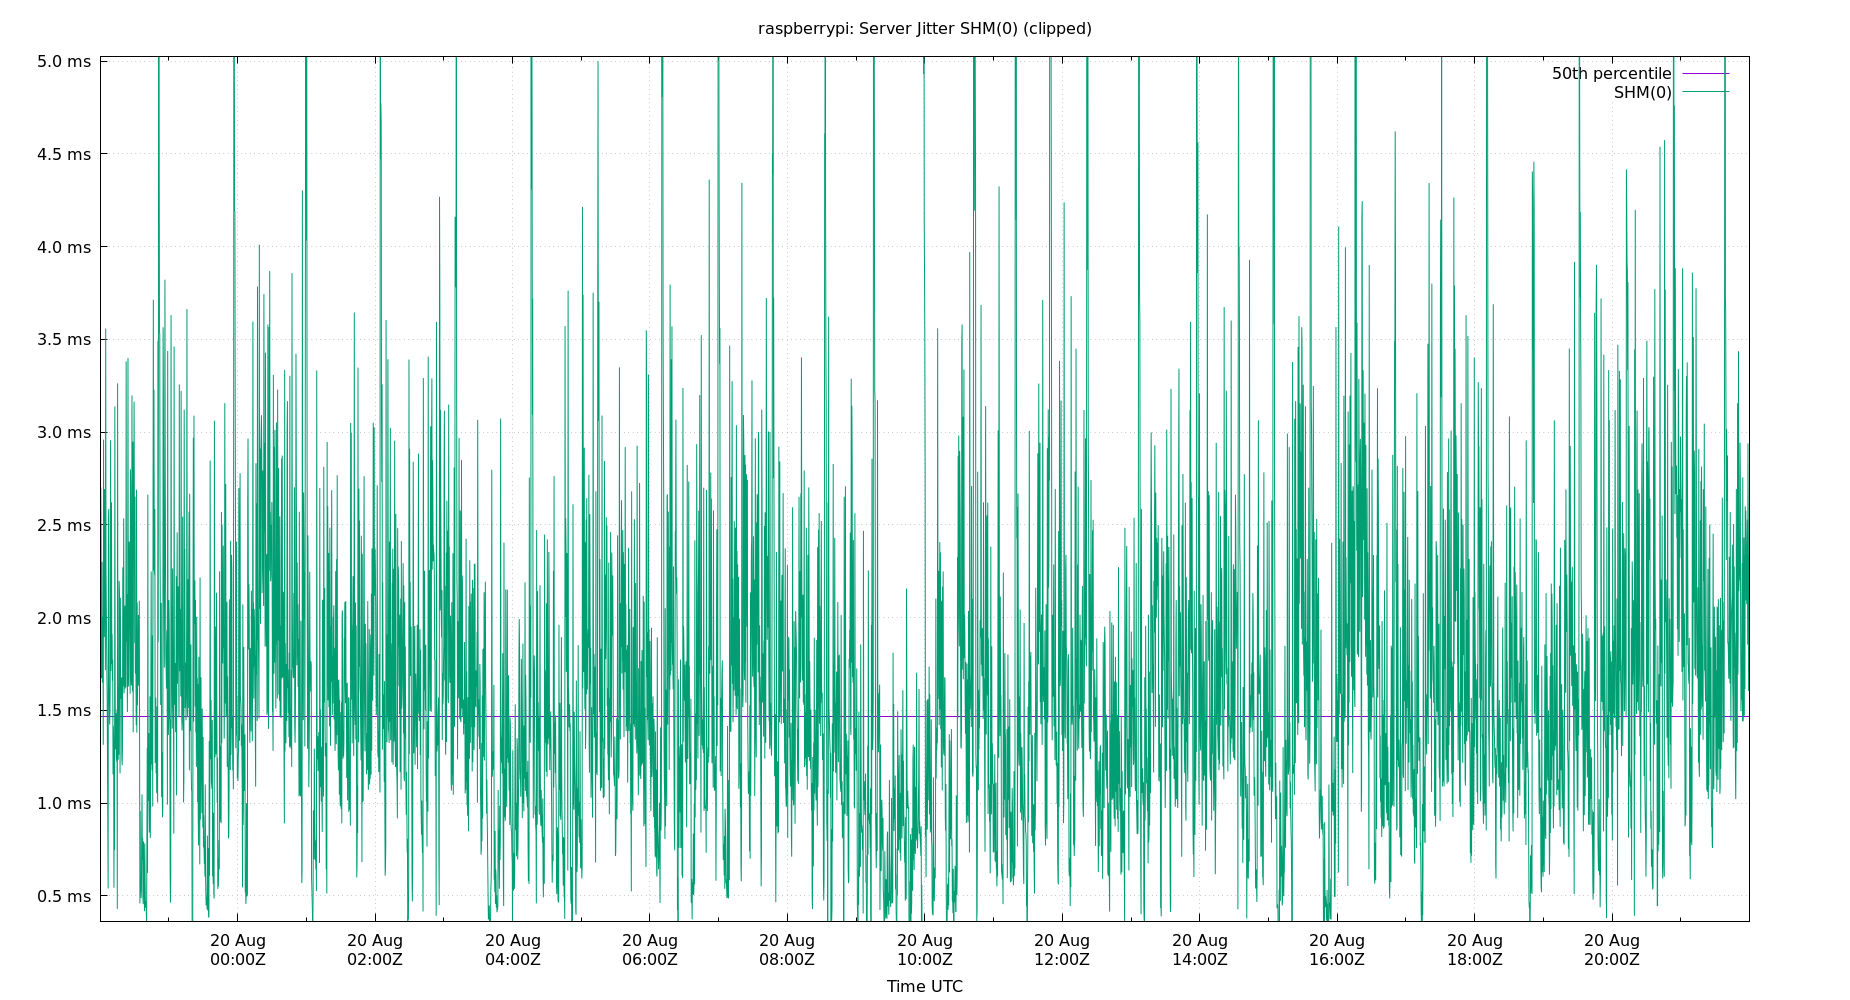 raspberrypi: Server Jitter SHM(0) (clipped)
5.0 ms
50th percentile
SHM(0)
4.5 ms
4.0 ms
3.5 ms
3.0 ms
2.5 ms
2.0 ms
1.5 ms
1.0 ms
0.5 ms
20 Aug 20 Aug 20 Aug 20 Aug 20 Aug 20 Aug 20 Aug 20 Aug 20 Aug 20 Aug 20 Aug
00:00Z 02:00Z 04:00Z 06:00Z 08:00Z 10:00Z 12:00Z 14:00Z 16:00Z 18:00Z 20:00Z
Time UTC